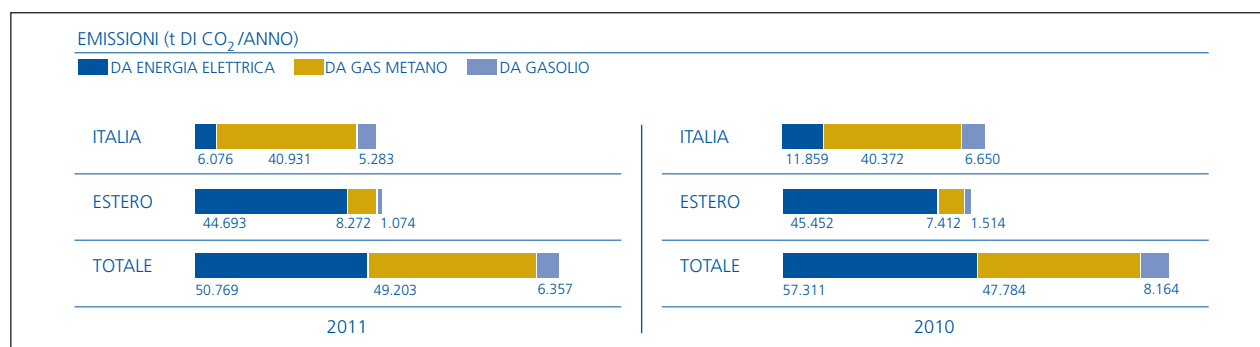 EMISSIONI (t DI CO2/ANNO)
DA ENERGIA ELETTRICA DA GAS METANO DA GASOLIO
ITALIA
6.076 40.931 5.283
ESTERO
44.693 8.272 1.074
TOTALE
50.769 49.203 6.357
2011
ITALIA
11.859 40.372 6.650
ESTERO
45.452 7.412 1.514
TOTALE
57.311 47.784 8.164
2010